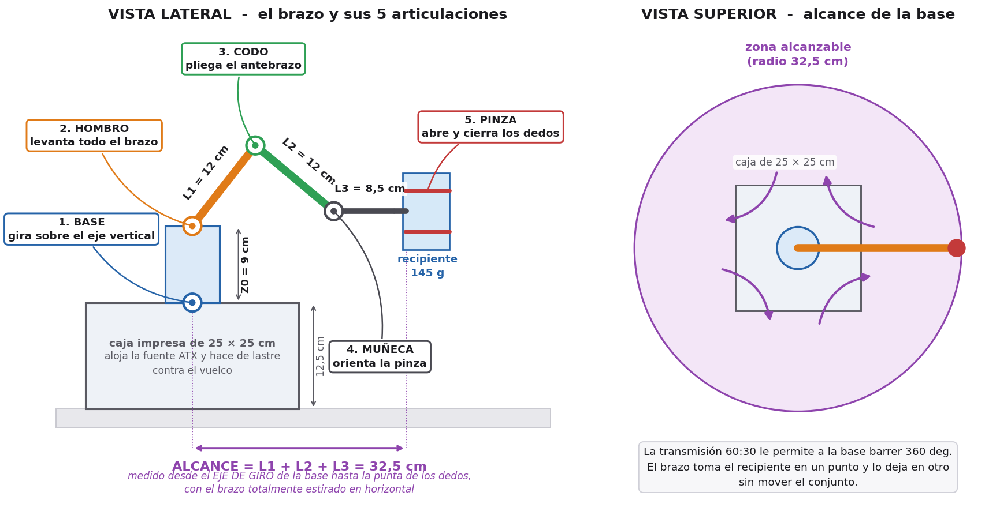 VISTA LATERAL - el brazo y sus 5 articulaciones
3. CODO
pliega el antebrazo
2. HOMBRO
levanta todo el brazo
5. PINZA
abre y cierra los dedos
L1 = 12 cm
L2 = 12 cm
L3 = 8,5 cm
1. BASE
gira sobre el eje vertical
Z0 = 9 cm
recipiente
145 g
caja impresa de 25 × 25 cm
aloja la fuente ATX y hace de lastre
contra el vuelco
12,5 cm
4. MUÑECA
orienta la pinza
ALCANCE = L1 + L2 + L3 = 32,5 cm
medido desde el EJE DE GIRO de la base hasta la punta de los dedos,
con el brazo totalmente estirado en horizontal
VISTA SUPERIOR - alcance de la base
zona alcanzable
(radio 32,5 cm)
caja de 25 × 25 cm
La transmisión 60:30 le permite a la base barrer 360 deg.
El brazo toma el recipiente en un punto y lo deja en otro
sin mover el conjunto.